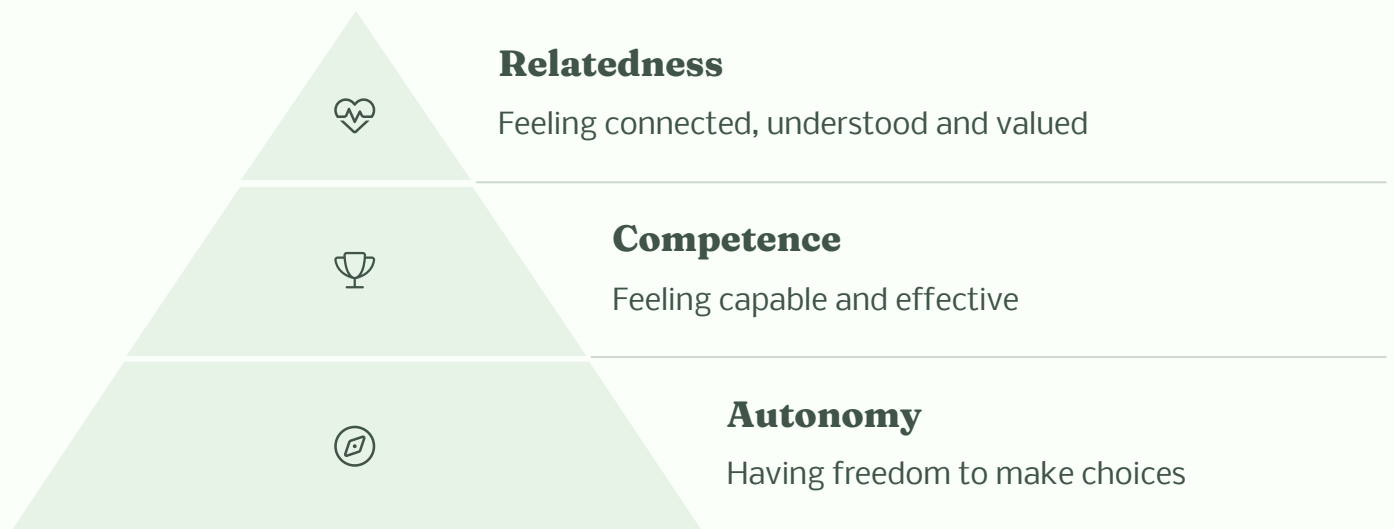 Relatedness
Feeling connected, understood and valued
Competence
Feeling capable and effective
Autonomy
Having freedom to make choices